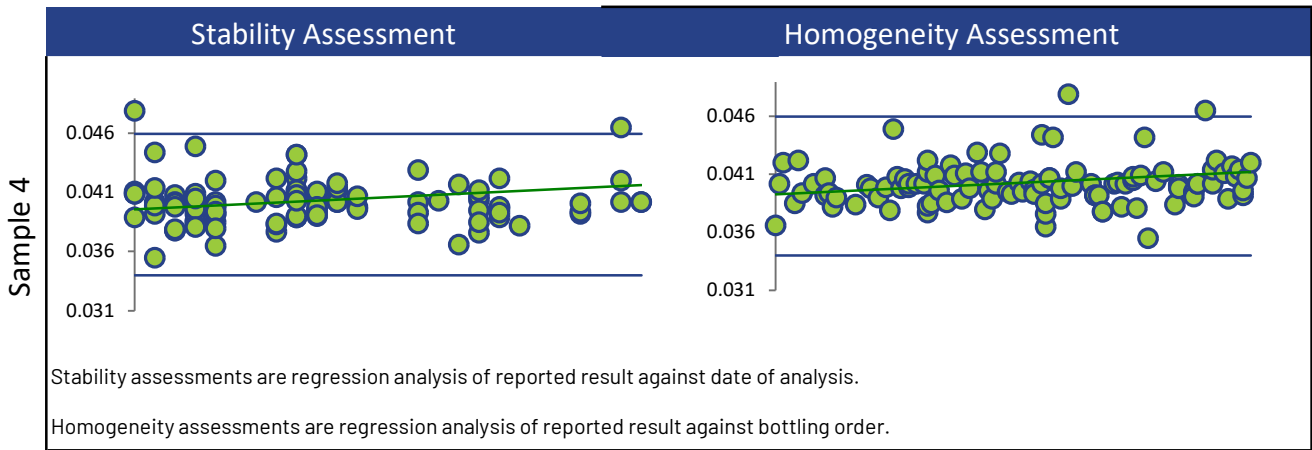 Stability Assessment
Homogeneity Assessment
Sample 4
0.046
0.041
0.036
0.031
0.046
0.041
0.036
0.031
Stability assessments are regression analysis of reported result against date of analysis.
Homogeneity assessments are regression analysis of reported result against bottling order.